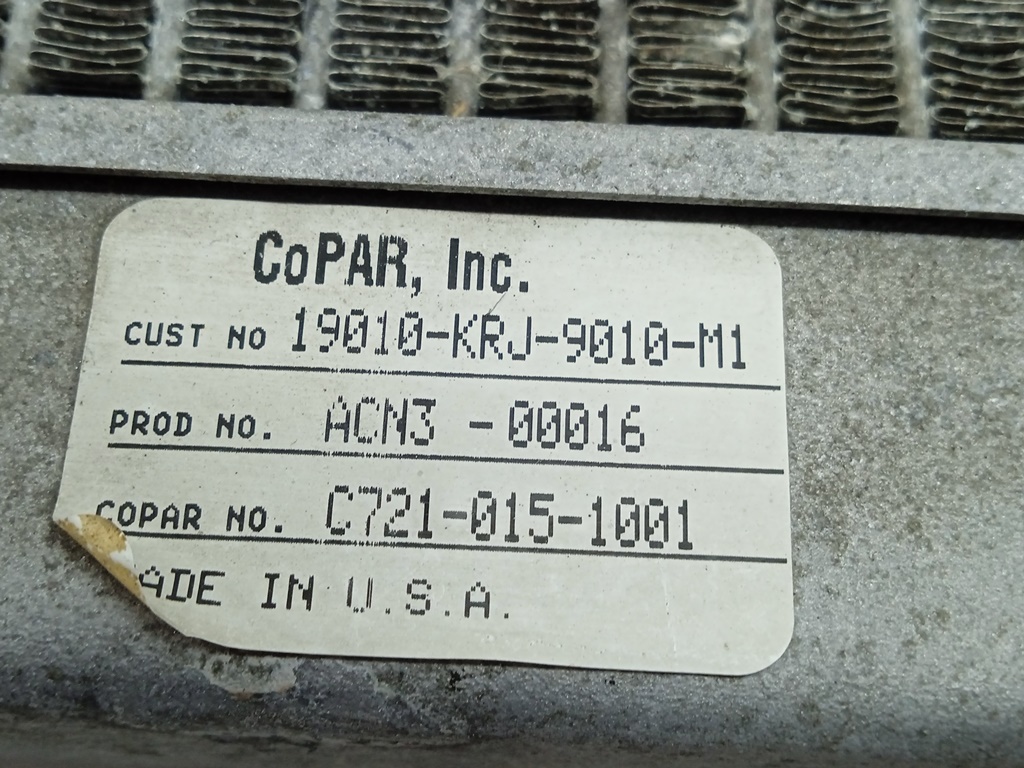 CoPAR, Inc.
CUST NO 19010-KRJ-9010-M1
PROD NO. ACN3 -00016
COPAR NO. C721-015-1001
ADE IN U.S.A.